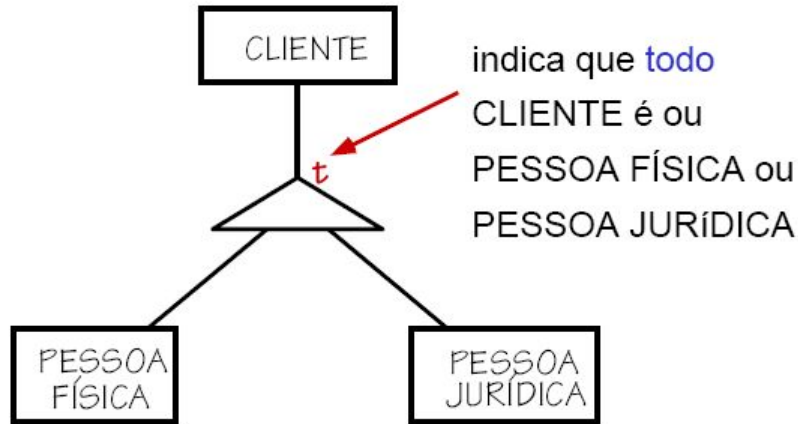 CLIENTE
indica que todo
CLIENTE é ou
PESSOA FÍSICA ou
PESSOA JURíDICA
t
PESSOA
FÍSICA
PESSOA
JURÍDICA